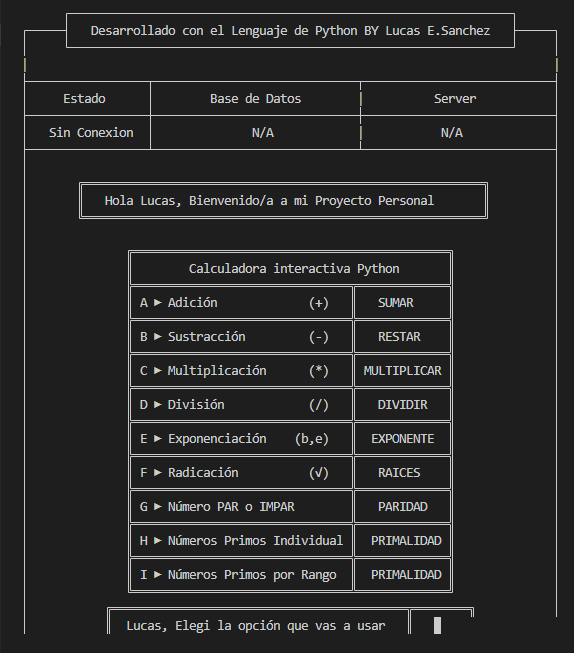 Desarrollado con el Lenguaje de Python BY Lucas E.Sanchez
Estado Base de Datos Server
Sin Conexion N/A N/A
Hola Lucas, Bienvenido/a a mi Proyecto Personal
Calculadora interactiva Python
A ► Adición (+) SUMAR
B ► Sustracción (-) RESTAR
C ► Multiplicación (*) MULTIPLICAR
D ► División (/) DIVIDIR
E ► Exponenciación (b,e) EXPONENTE
F ► Radicación (√) RAICES
G ► Número PAR o IMPAR PARIDAD
H ► Números Primos Individual PRIMALIDAD
I ► Números Primos por Rango PRIMALIDAD
Lucas, Elegi la opción que vas a usar